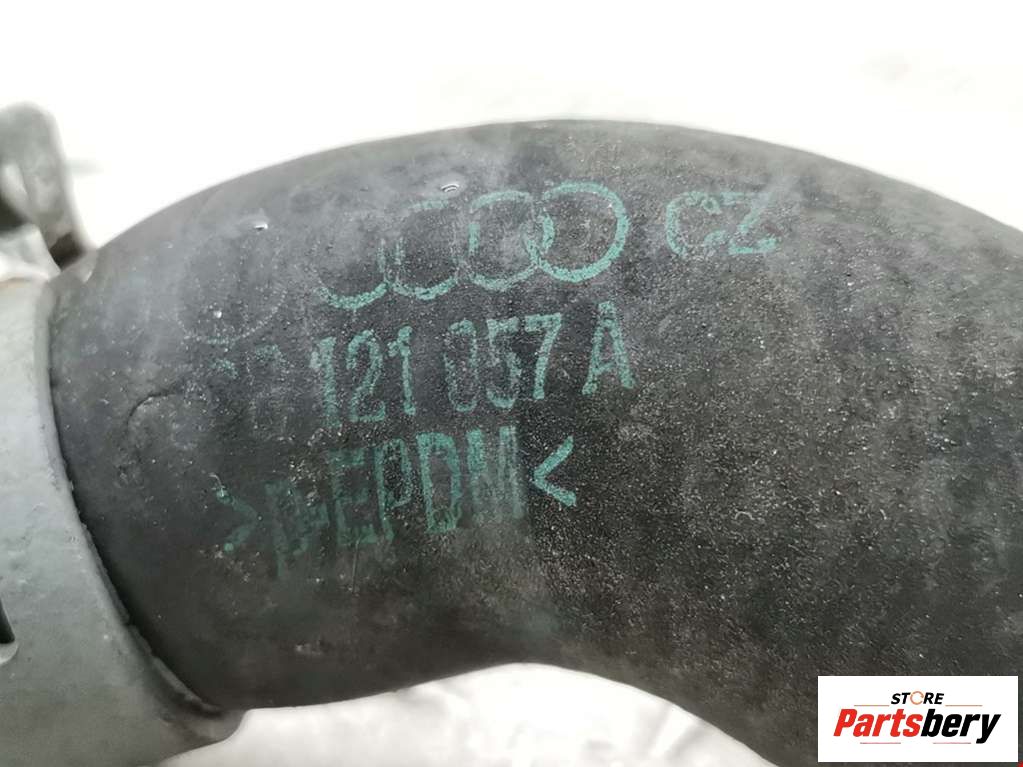 CZ
121 057 A
>P-EPDM<
STORE
Partsbery